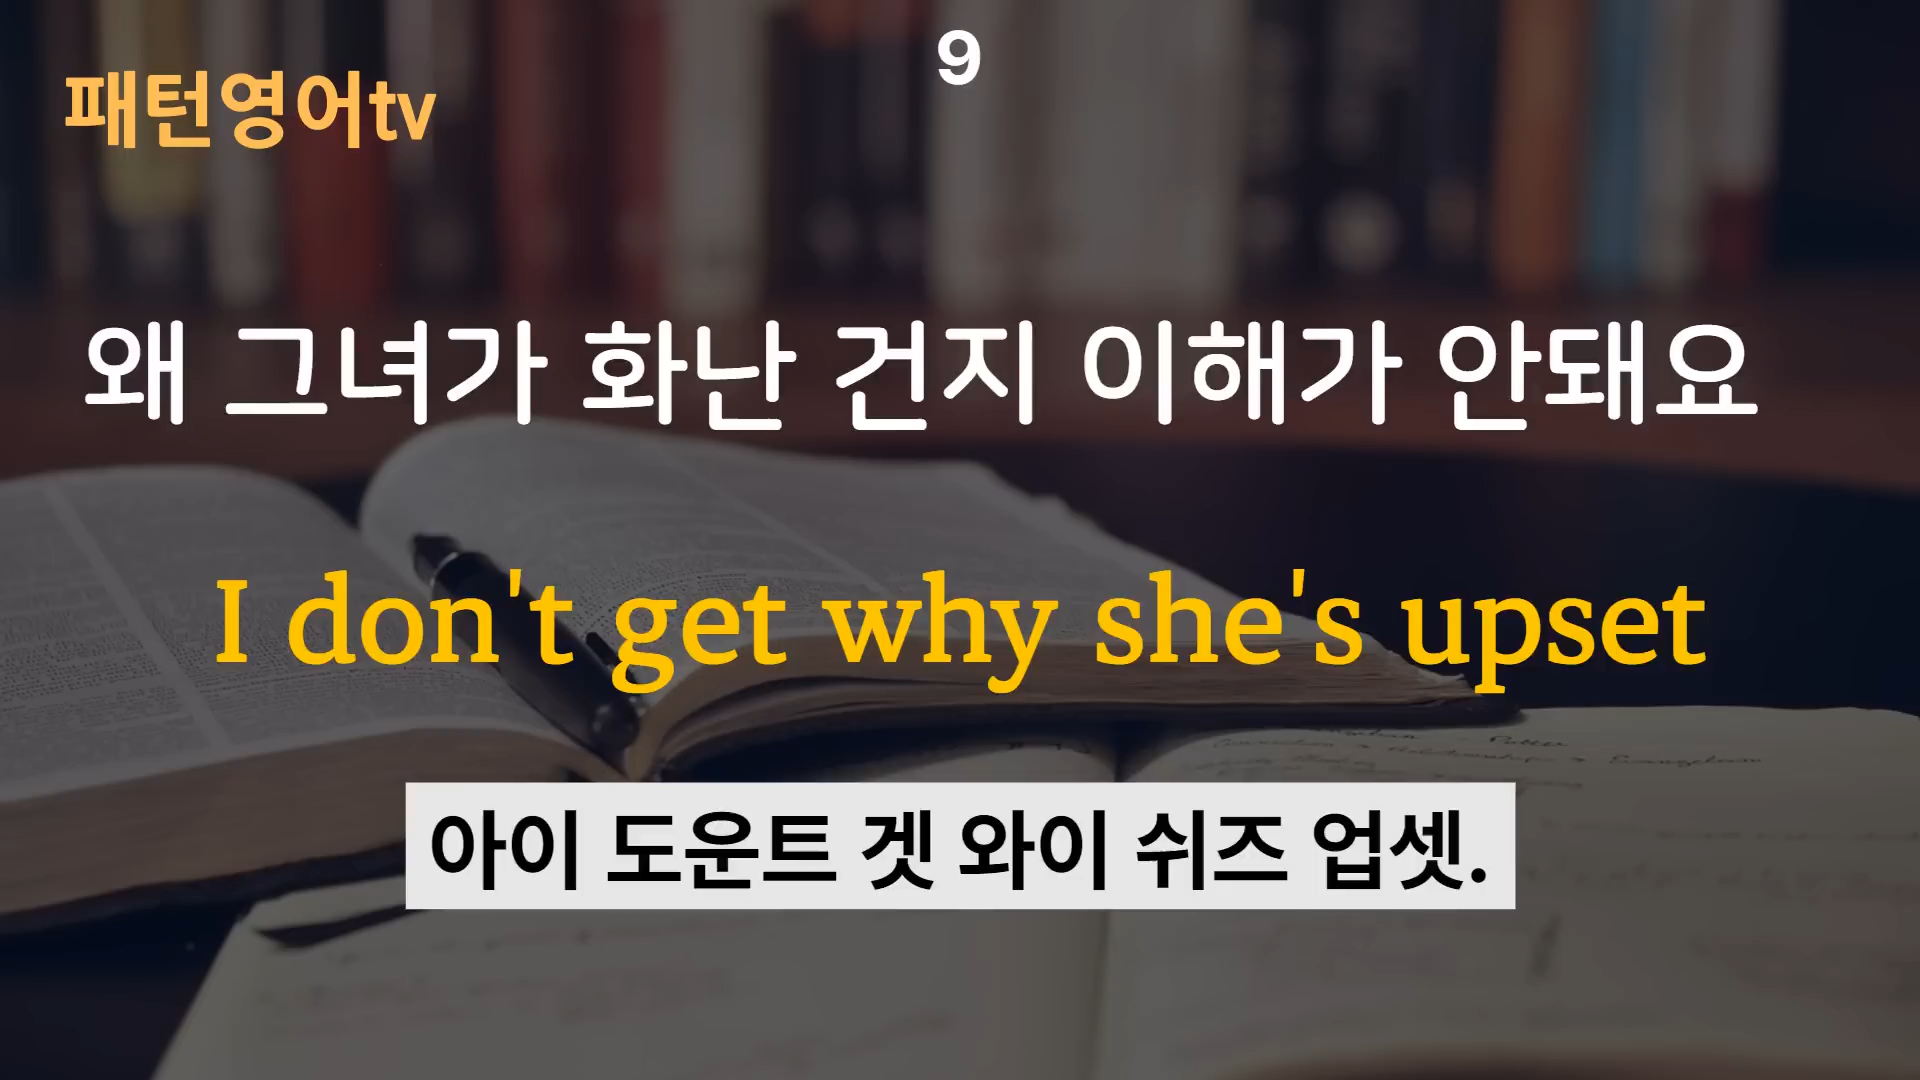 9
패턴영어tv
왜 그녀가 화난 건지 이해가 안돼요
I don't get why she's upset
아이 도운트 겟 와이 쉬즈 업셋.